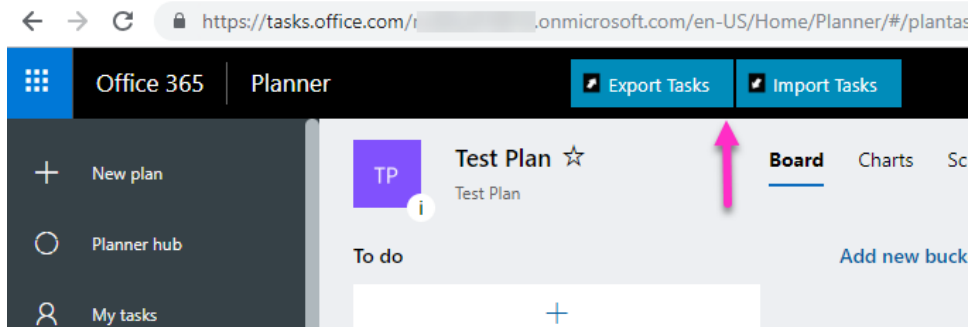 https://tasks.office.com/r .onmicrosoft.com/en-US/Home/Planner/#/plantas
Office 365 Planner Export Tasks Import Tasks
New plan
Planner hub
My tasks
TP
i
Test Plan
Test Plan
Board Charts Sc
To do Add new buck